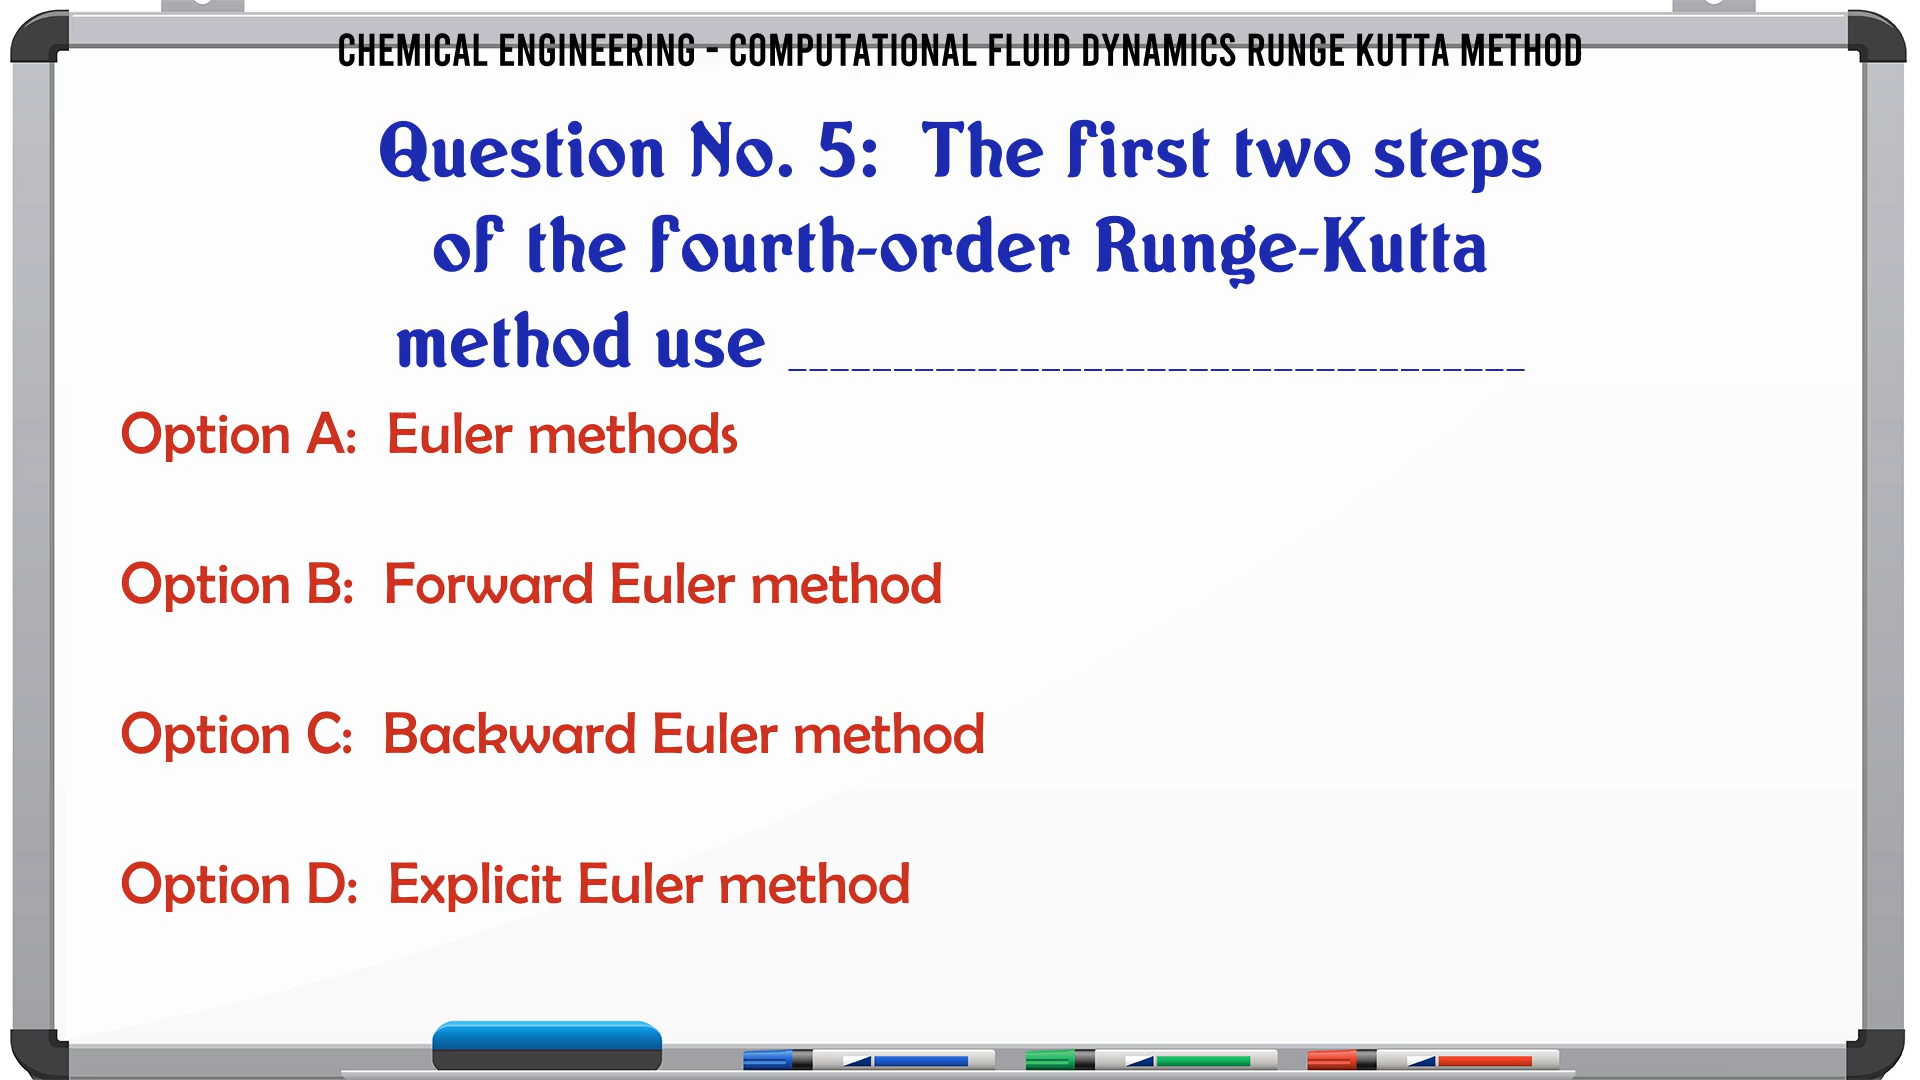 CHEMICAL ENGINEERING - COMPUTATIONAL FLUID DYNAMICS RUNGE KUTTA METHOD
Question No. 5: The first two steps
of the fourth-order Runge-Kutta
method use ___________________________________
Option A: Euler methods
Option B: Forward Euler method
Option C: Backward Euler method
Option D: Explicit Euler method